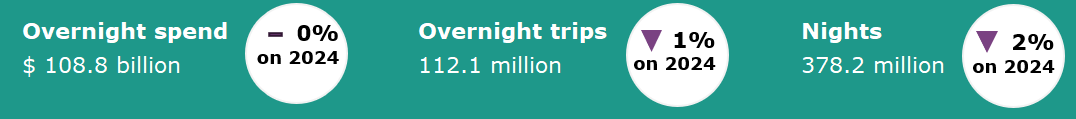 Overnight spend
$ 108.8 billion
– 0%
on 2024
Overnight trips
112.1 million
▼ 1%
on 2024
Nights
378.2 million
▼ 2%
on 2024